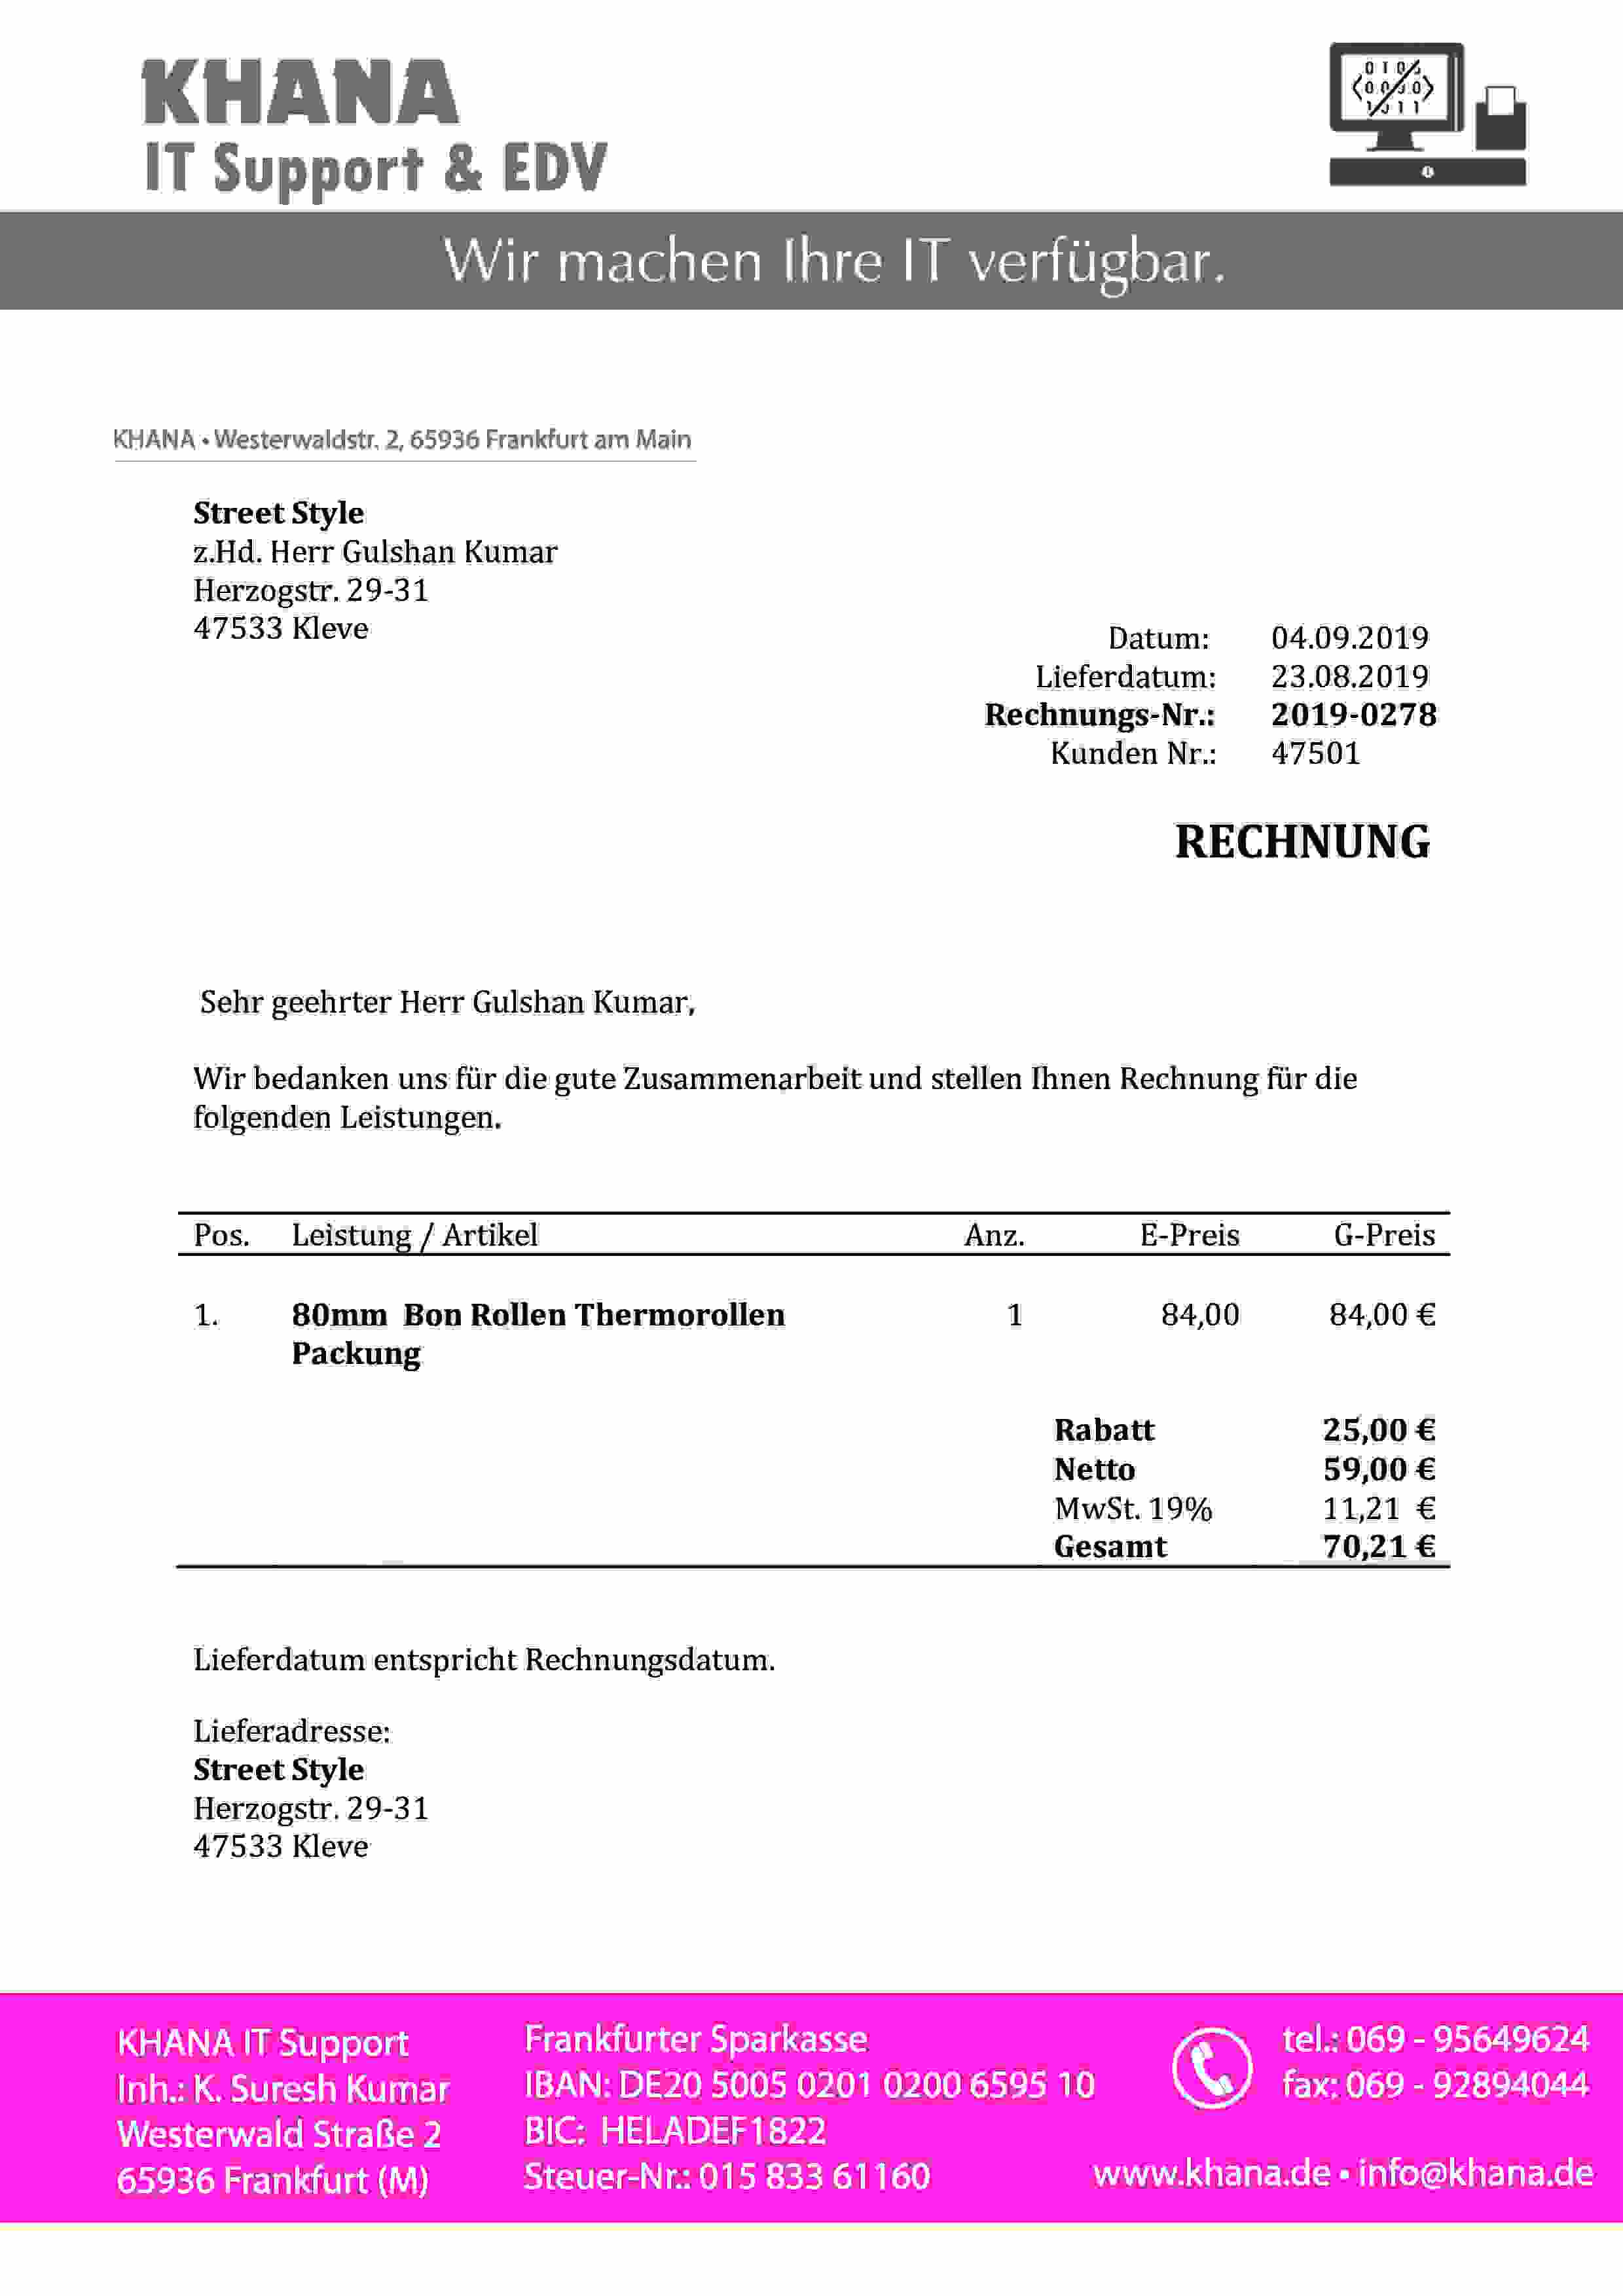 KHANA
IT Support & EDV
Wir machen Ihre IT verfügbar.
KHANA • Westerwaldstr. 2, 65936 Frankfurt am Main
Street Style
z.Hd. Herr Gulshan Kumar
Herzogstr. 29-31
47533 Kleve
Datum: 04.09.2019
Lieferdatum: 23.08.2019
Rechnungs-Nr.: 2019-0278
Kunden Nr.: 47501
RECHNUNG
Sehr geehrter Herr Gulshan Kumar,
Wir bedanken uns für die gute Zusammenarbeit und stellen Ihnen Rechnung für die
folgenden Leistungen.
Pos. Leistung / Artikel Anz. E-Preis G-Preis
1. 80mm Bon Rollen Thermorollen 1 84,00 84,00 €
Packung
Rabatt 25,00 €
Netto 59,00 €
MwSt. 19% 11,21 €
Gesamt 70,21 €
Lieferdatum entspricht Rechnungsdatum.
Lieferadresse:
Street Style
Herzogstr. 29-31
47533 Kleve
KHANA IT Support
Inh.: K. Suresh Kumar
Westerwald Straße 2
65936 Frankfurt (M)
Frankfurter Sparkasse
IBAN: DE20 5005 0201 0200 6595 10
BIC: HELADEF1822
Steuer-Nr.: 015 833 61160
tel.: 069 - 95649624
fax: 069 - 92894044
www.khana.de • info@khana.de